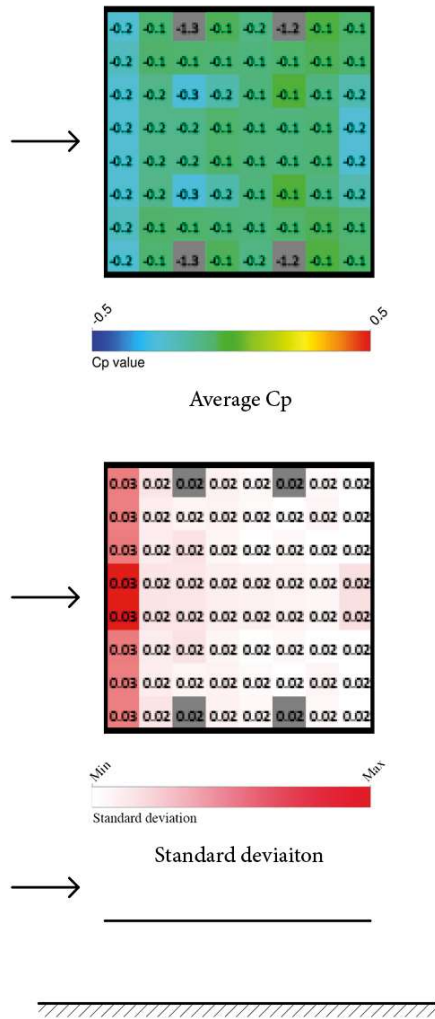 -0.2 -0.1 -1.3 -0.1 -0.2 -1.2 -0.1 -0.1
-0.2 -0.1 -0.1 -0.1 -0.1 -0.1 -0.1 -0.1
-0.2 -0.2 -0.3 -0.2 -0.1 -0.1 -0.1 -0.2
-0.2 -0.2 -0.2 -0.1 -0.1 -0.1 -0.1 -0.2
-0.2 -0.2 -0.2 -0.1 -0.1 -0.1 -0.1 -0.2
-0.2 -0.2 -0.3 -0.2 -0.1 -0.1 -0.1 -0.2
-0.2 -0.1 -0.1 -0.1 -0.1 -0.1 -0.1 -0.1
-0.2 -0.1 -1.3 -0.1 -0.2 -1.2 -0.1 -0.1
-0.5 0.5
Cp value
Average Cp
0.03 0.02 0.02 0.02 0.02 0.02 0.02 0.02
0.03 0.02 0.02 0.02 0.02 0.02 0.02 0.02
0.03 0.02 0.02 0.02 0.02 0.02 0.02 0.02
0.03 0.02 0.02 0.02 0.02 0.02 0.02 0.02
0.03 0.02 0.02 0.02 0.02 0.02 0.02 0.02
0.03 0.02 0.02 0.02 0.02 0.02 0.02 0.02
0.03 0.02 0.02 0.02 0.02 0.02 0.02 0.02
0.03 0.02 0.02 0.02 0.02 0.02 0.02 0.02
Min Max
Standard deviation
Standard deviaiton